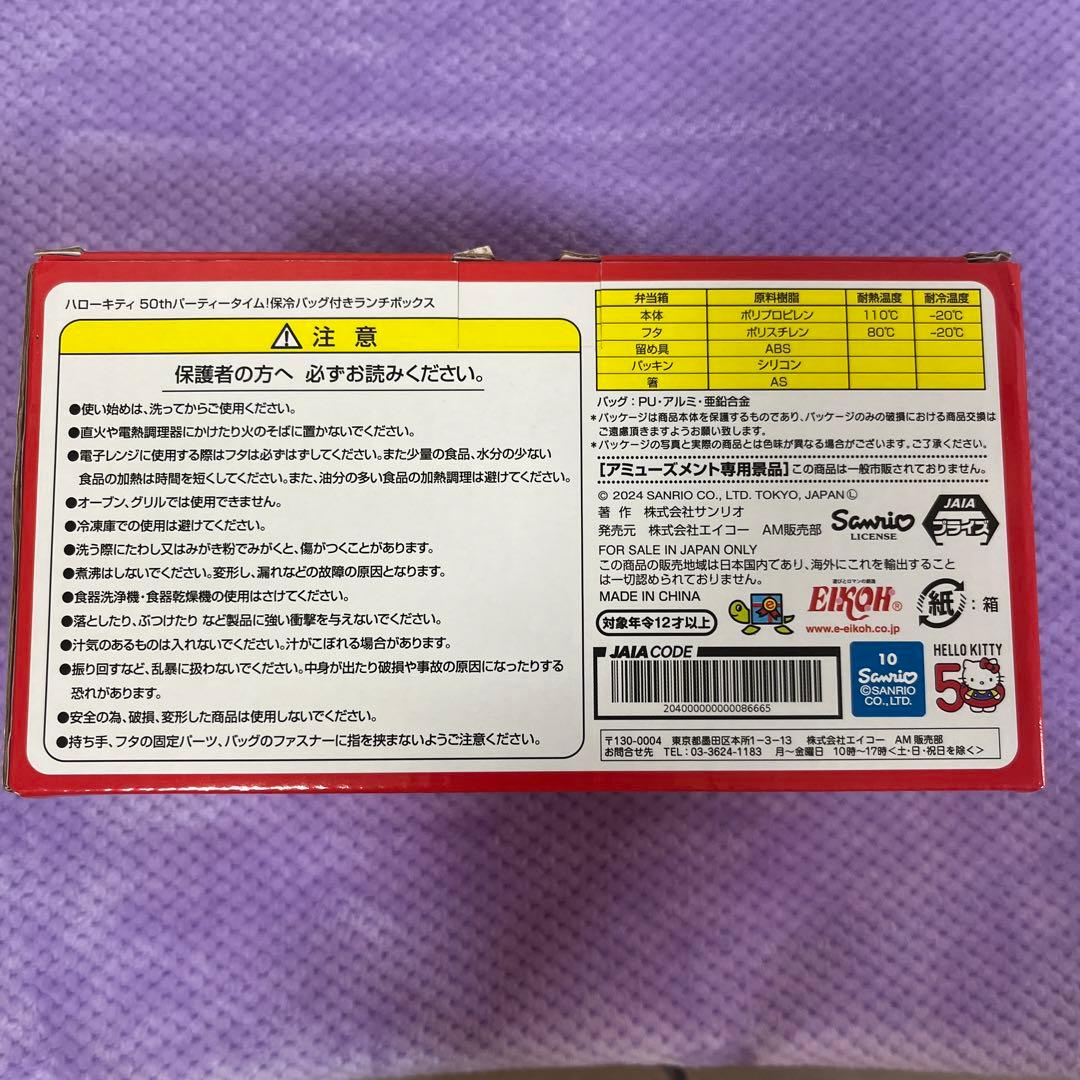 ハローキティ 50thパーティータイム!保冷バッグ付きランチボックス
注 意
保護者の方へ 必ずお読みください。
●使い始めは、洗ってからご使用ください。
●直火や電熱調理器にかけたり火のそばに置かないでください。
●電子レンジに使用する際はフタは必ずはずしてください。また少量の食品、水分の少ない
食品の加熱は時間を短くしてください。また、油分の多い食品の加熱調理は避けてください。
●オーブン、グリルでは使用できません。
●冷凍庫での使用は避けてください。
●洗う際にたわし又はみがき粉でみがくと、傷がつくことがあります。
●煮沸はしないでください。変形し、漏れなどの故障の原因となります。
●食器洗浄機・食器乾燥機の使用はさけてください。
●落としたり、ぶつけたり など製品に強い衝撃を与えないでください。
●汁気のあるものは入れないでください。汁がこぼれる場合があります。
●振り回すなど、乱暴に扱わないでください。中身が出たり破損や事故の原因になったりする
恐れがあります。
●安全の為、破損、変形した商品は使用しないでください。
●持ち手、フタの固定パーツ、バッグのファスナーに指を挟まないようご注意ください。
弁当箱 原料樹脂 耐熱温度 耐冷温度
本体 ポリプロピレン 110℃ -20℃
フタ ポリスチレン 80℃ -20℃
留め具 ABS
パッキン シリコン
箸 AS
バッグ:PU・アルミ・亜鉛合金
*パッケージは商品本体を保護するものであり、パッケージのみの破損における商品交換は
ご遠慮頂きますようお願い致します。
*パッケージの写真と実際の商品とは色味が異なる場合がございます。ご了承ください。
【アミューズメント専用景品】この商品は一般市販されておりません。
© 2024 SANRIO CO., LTD. TOKYO, JAPAN Ⓛ
著 作 株式会社サンリオ
発売元 株式会社エイコー AM販売部
Sanrio
LICENSE
JAIA
プライズ
FOR SALE IN JAPAN ONLY
この商品の販売地域は日本国内であり、海外にこれを輸出すること
は一切認められておりません。
MADE IN CHINA
対象年令12才以上
遊びとロマンの創造
EIKOH®
www.e-eikoh.co.jp
紙 :箱
JAIA CODE
204000000000086665
10
Sanrio
©SANRIO
CO.,LTD.
HELLO KITTY
50
〒130-0004 東京都墨田区本所1-3-13 株式会社エイコー AM販売部
お問合せ先 TEL:03-3624-1183 月〜金曜日 10時〜17時<土・日・祝日を除く>